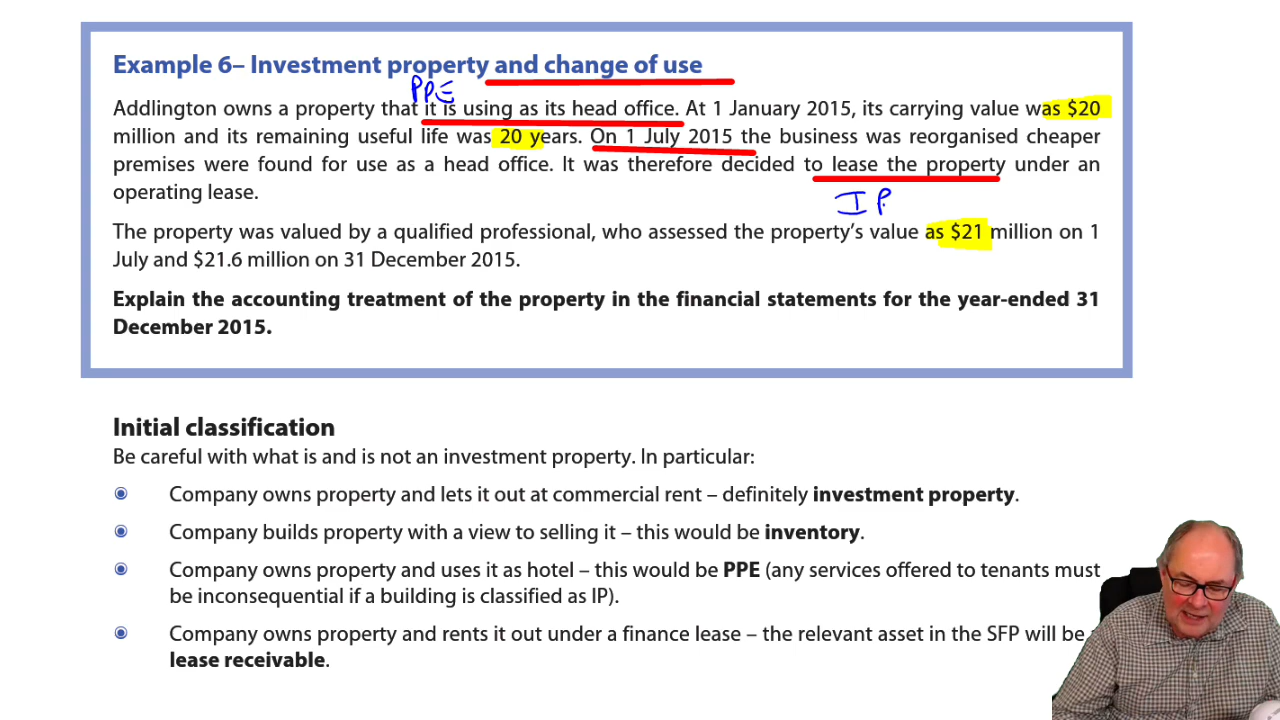 Example 6– Investment property and change of use
PPE
Addlington owns a property that it is using as its head office. At 1 January 2015, its carrying value was $20
million and its remaining useful life was 20 years. On 1 July 2015 the business was reorganised cheaper
premises were found for use as a head office. It was therefore decided to lease the property under an
operating lease.
IP
The property was valued by a qualified professional, who assessed the property’s value as $21 million on 1
July and $21.6 million on 31 December 2015.
Explain the accounting treatment of the property in the financial statements for the year-ended 31
December 2015.
Initial classification
Be careful with what is and is not an investment property. In particular:
Company owns property and lets it out at commercial rent – definitely investment property.
Company builds property with a view to selling it – this would be inventory.
Company owns property and uses it as hotel – this would be PPE (any services offered to tenants must
be inconsequential if a building is classified as IP).
Company owns property and rents it out under a finance lease – the relevant asset in the SFP will be
lease receivable.